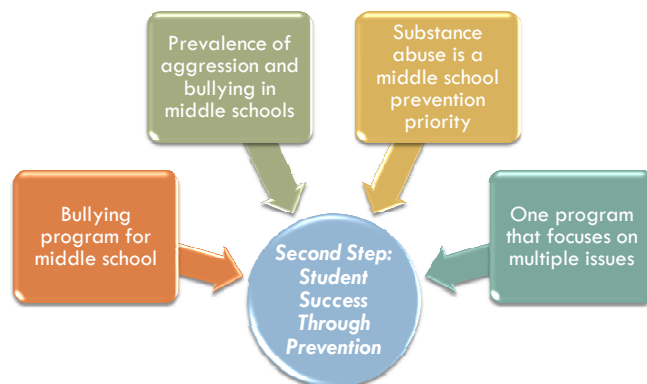 Prevalence of
aggression and
bullying in
middle schools
Substance
abuse is a
middle school
prevention
priority
Bullying
program for
middle school
One program
that focuses on
multiple issues
Second Step:
Student
Success
Through
Prevention